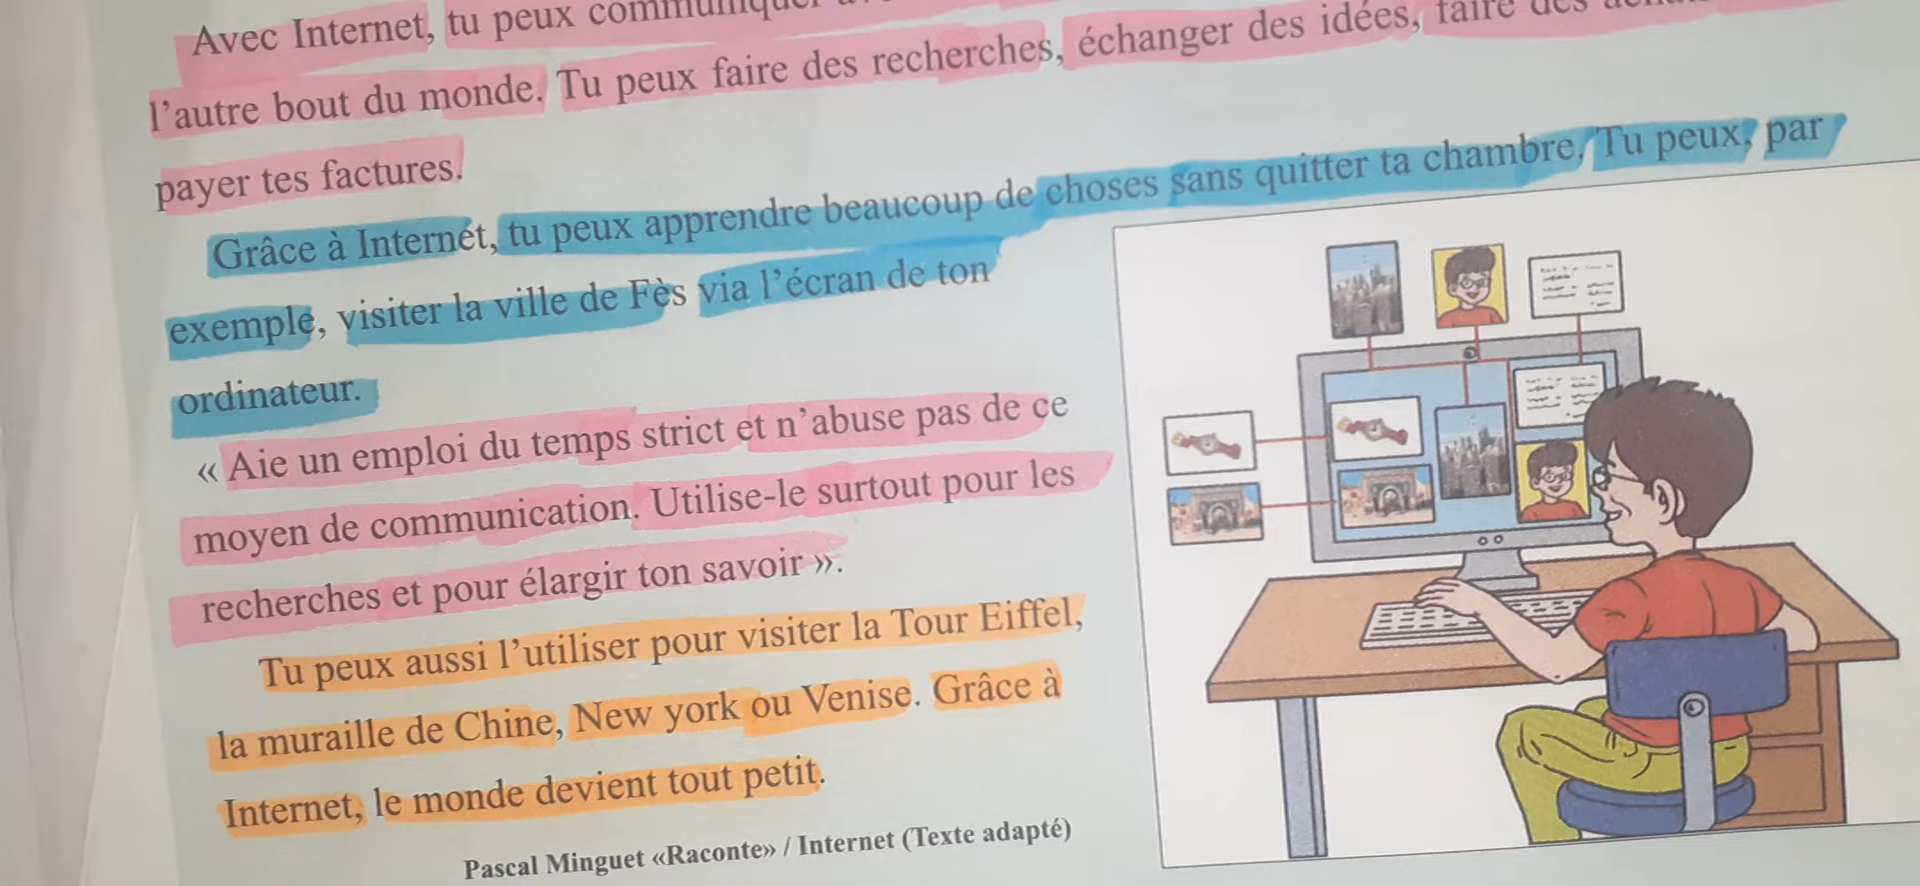 Avec Internet, tu peux communiquer
l'autre bout du monde. Tu peux faire des recherches, échanger des idées, faire des
payer tes factures.
Grâce à Internet, tu peux apprendre beaucoup de choses sans quitter ta chambre. Tu peux, par
exemple, visiter la ville de Fès via l'écran de ton
ordinateur.
« Aie un emploi du temps strict et n'abuse pas de ce
moyen de communication. Utilise-le surtout pour les
recherches et pour élargir ton savoir ».
Tu peux aussi l'utiliser pour visiter la Tour Eiffel,
la muraille de Chine, New york ou Venise. Grâce à
Internet, le monde devient tout petit.
Pascal Minguet «Raconte» / Internet (Texte adapté)